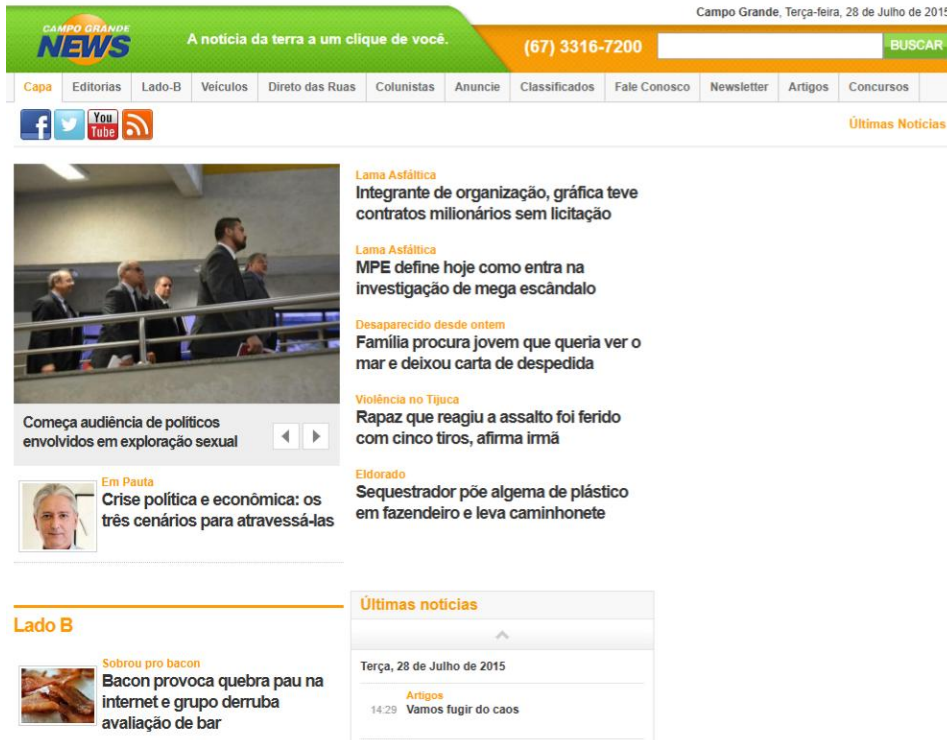 Campo Grande, Terça-feira, 28 de Julho de 2015
CAMPO GRANDE
NEWS
A notícia da terra a um clique de você.
(67) 3316-7200
BUSCAR
Capa
Editorias
Lado-B
Veículos
Direto das Ruas
Colunistas
Anuncie
Classificados
Fale Conosco
Newsletter
Artigos
Concursos
f
You
Tube
Últimas Notícias
Começa audiência de políticos
envolvidos em exploração sexual
Em Pauta
Crise política e econômica: os
três cenários para atravessá-las
Lama Asfáltica
Integrante de organização, gráfica teve
contratos milionários sem licitação
Lama Asfáltica
MPE define hoje como entra na
investigação de mega escândalo
Desaparecido desde ontem
Família procura jovem que queria ver o
mar e deixou carta de despedida
Violência no Tijuca
Rapaz que reagiu a assalto foi ferido
com cinco tiros, afirma irmã
Eldorado
Sequestrador põe algema de plástico
em fazendeiro e leva caminhonete
Lado B
Sobrou pro bacon
Bacon provoca quebra pau na
internet e grupo derruba
avaliação de bar
Últimas notícias
Terça, 28 de Julho de 2015
Artigos
14:29 Vamos fugir do caos